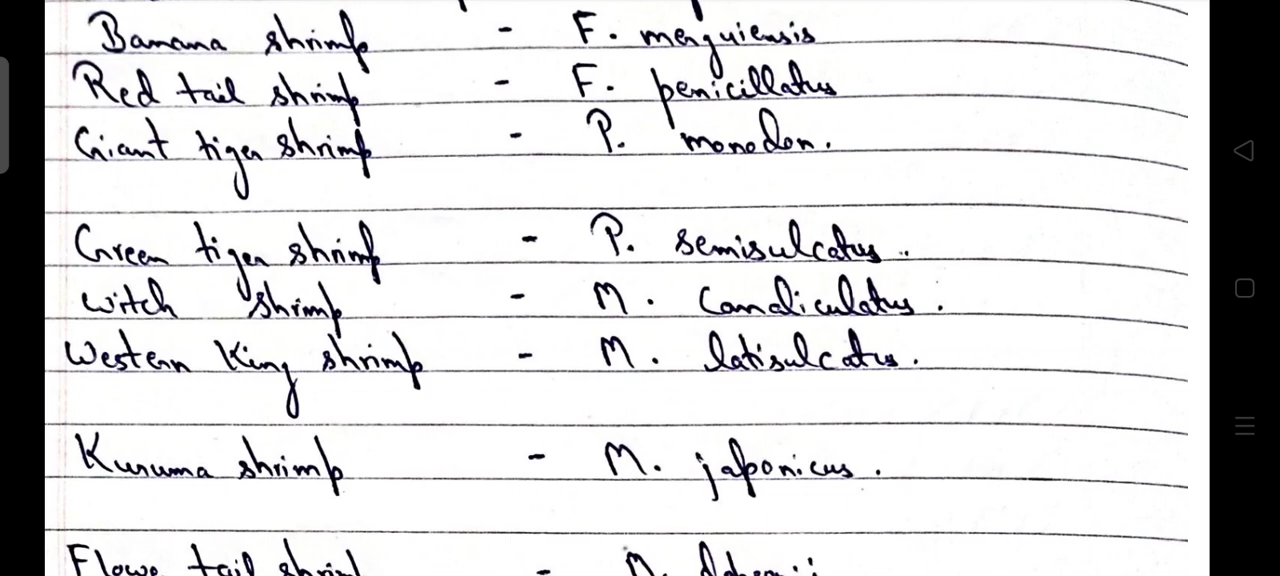 Banana shrimp - F. merguiensis
Red tail shrimp - F. penicillatus
Giant tiger shrimp - P. monodon.
Green tiger shrimp - P. semisulcatus..
Witch shrimp - M. Canaliculatus.
Western King shrimp - M. latisulcatus.
Kuruma shrimp - M. japonicus.
tail